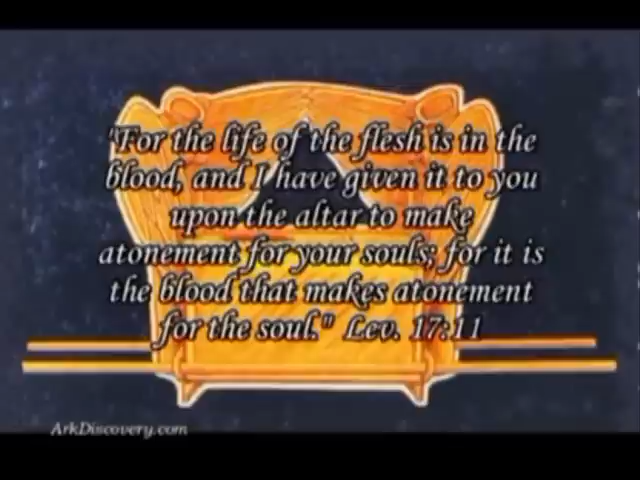 "For the life of the flesh is in the
blood, and I have given it to you
upon the altar to make
atonement for your souls; for it is
the blood that makes atonement
for the soul." Lev. 17:11
ArkDiscovery.com